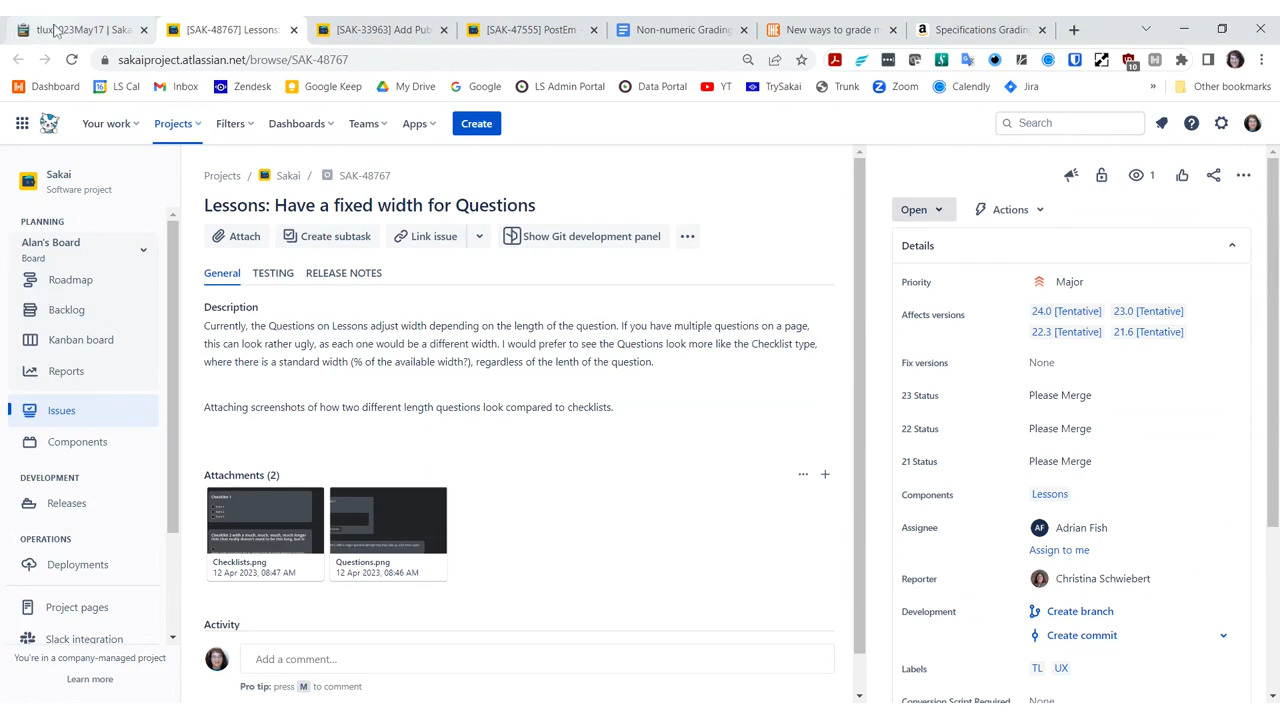 tlux 023May17 | Saka
[SAK-48767] Lessons:
[SAK-33963] Add Pub
[SAK-47555] PostEm
Non-numeric Grading
New ways to grade m
Specifications Grading
sakaiproject.atlassian.net/browse/SAK-48767
10
Dashboard
LS Cal
Inbox
Zendesk
Google Keep
My Drive
Google
LS Admin Portal
Data Portal
YT
TrySakai
Trunk
Zoom
Calendly
Jira
»
Other bookmarks
Your work
Projects
Filters
Dashboards
Teams
Apps
Create
Search
Sakai
Software project
PLANNING
Alan's Board
Board
Roadmap
Backlog
Kanban board
Reports
Issues
Components
DEVELOPMENT
Releases
OPERATIONS
Deployments
Project pages
Slack integration
You're in a company-managed project
Learn more
Projects / Sakai / SAK-48767
Lessons: Have a fixed width for Questions
Attach
Create subtask
Link issue
Show Git development panel
General
TESTING
RELEASE NOTES
Description
Currently, the Questions on Lessons adjust width depending on the length of the question. If you have multiple questions on a page,
this can look rather ugly, as each one would be a different width. I would prefer to see the Questions look more like the Checklist type,
where there is a standard width (% of the available width?), regardless of the lenth of the question.
Attaching screenshots of how two different length questions look compared to checklists.
Attachments (2)
Checklist 1
Checklists.png
12 Apr 2023, 08:47 AM
Questions.png
12 Apr 2023, 08:46 AM
Activity
Add a comment...
Pro tip: press M to comment
1
Open
Actions
Details
Priority
Major
Affects versions
24.0 [Tentative] 23.0 [Tentative]
22.3 [Tentative] 21.6 [Tentative]
Fix versions
None
23 Status
Please Merge
22 Status
Please Merge
21 Status
Please Merge
Components
Lessons
Assignee
AF Adrian Fish
Assign to me
Reporter
Christina Schwiebert
Development
Create branch
Create commit
Labels
TL UX
Conversion Script Required
None